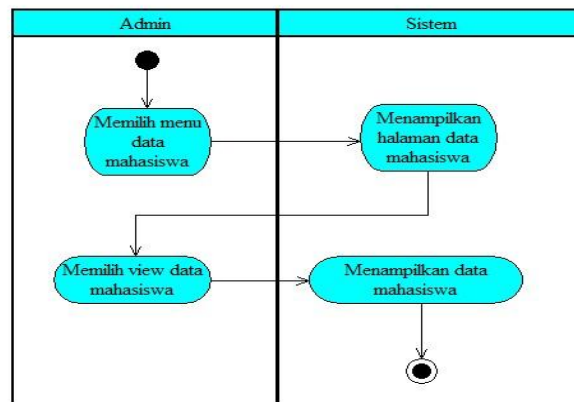 Admin
Sistem
Memilih menu
data
mahasiswa
Menampilkan
halaman data
mahasiswa
Memilih view data
mahasiswa
Menampilkan data
mahasiswa